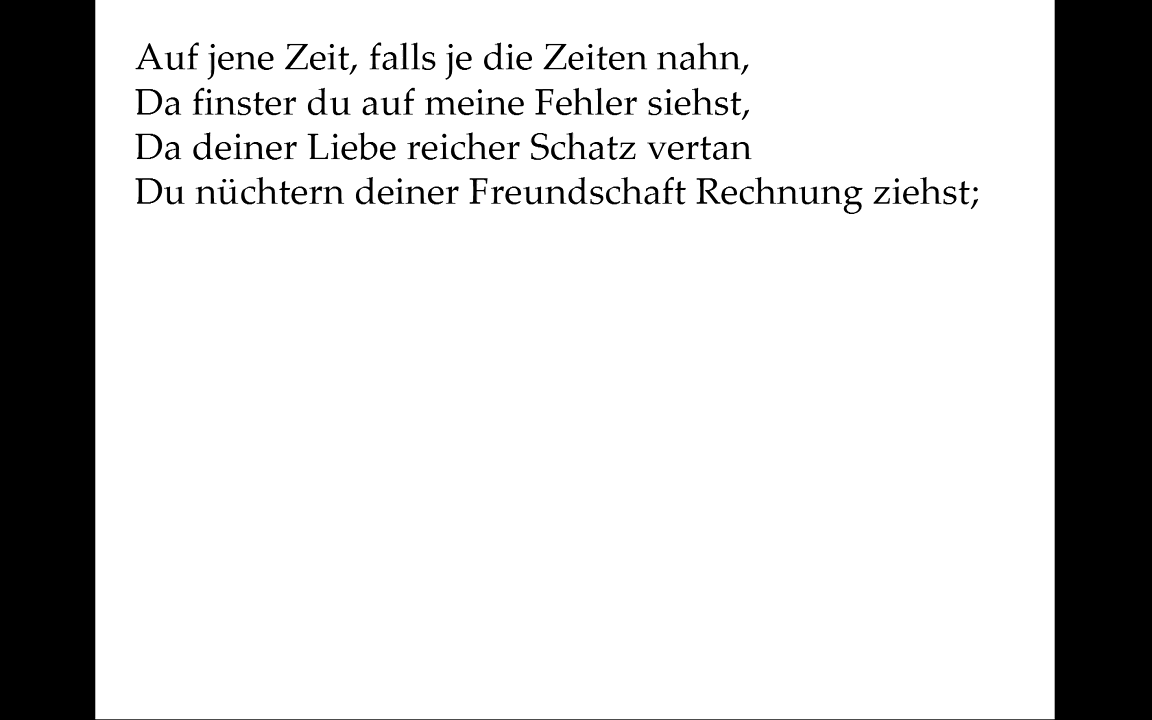 Auf jene Zeit, falls je die Zeiten nahn,
Da finster du auf meine Fehler siehst,
Da deiner Liebe reicher Schatz vertan
Du nüchtern deiner Freundschaft Rechnung ziehst;